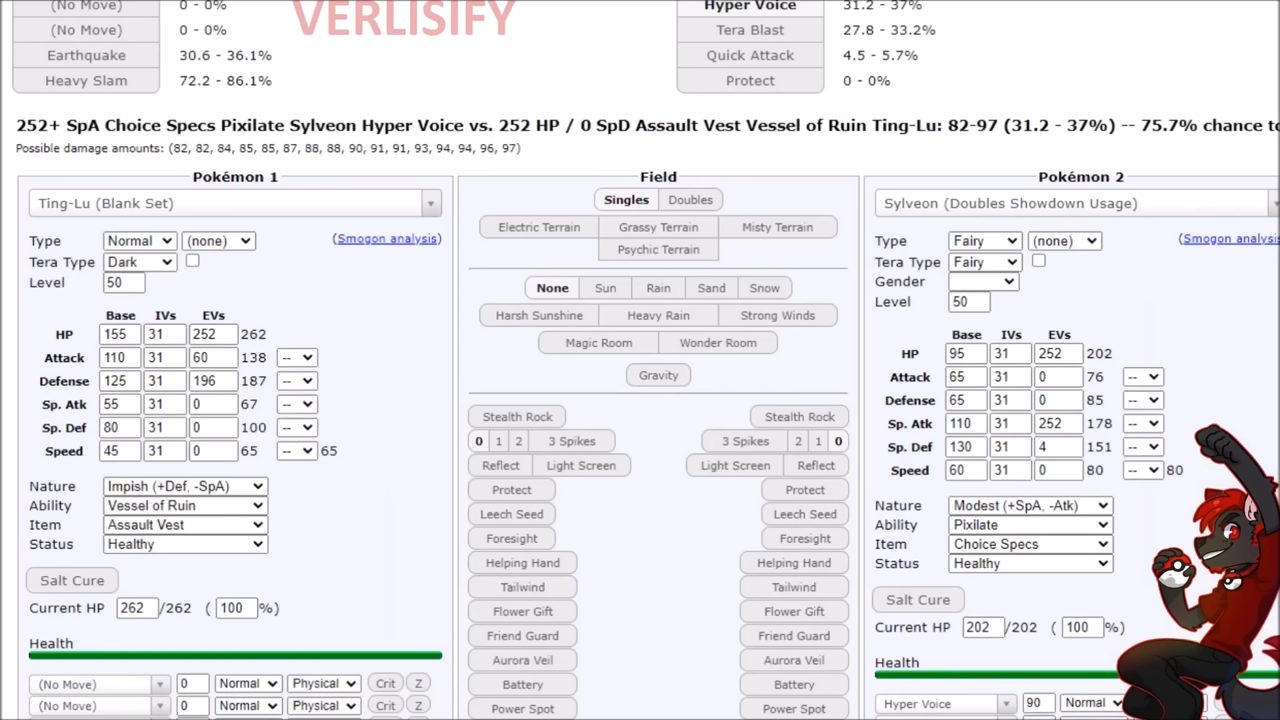 (No Move) 0 - 0%
(No Move) 0 - 0%
Earthquake 30.6 - 36.1%
Heavy Slam 72.2 - 86.1%
VERLISIFY
Hyper Voice 31.2 - 37%
Tera Blast 27.8 - 33.2%
Quick Attack 4.5 - 5.7%
Protect 0 - 0%
252+ SpA Choice Specs Pixilate Sylveon Hyper Voice vs. 252 HP / 0 SpD Assault Vest Vessel of Ruin Ting-Lu: 82-97 (31.2 - 37%) -- 75.7% chance to
Possible damage amounts: (82, 82, 84, 85, 85, 87, 88, 88, 90, 91, 91, 93, 94, 94, 96, 97)
Pokémon 1
Ting-Lu (Blank Set)
Type Normal (none) (Smogon analysis)
Tera Type Dark
Level 50
Base IVs EVs
HP 155 31 252 262
Attack 110 31 60 138 --
Defense 125 31 196 187 --
Sp. Atk 55 31 0 67 --
Sp. Def 80 31 0 100 --
Speed 45 31 0 65 -- 65
Nature Impish (+Def, -SpA)
Ability Vessel of Ruin
Item Assault Vest
Status Healthy
Salt Cure
Current HP 262 /262 ( 100 %)
Health
(No Move) 0 Normal Physical Crit Z
(No Move) 0 Normal Physical Crit Z
Field
Singles Doubles
Electric Terrain Grassy Terrain Misty Terrain
Psychic Terrain
None Sun Rain Sand Snow
Harsh Sunshine Heavy Rain Strong Winds
Magic Room Wonder Room
Gravity
Stealth Rock Stealth Rock
0 1 2 3 Spikes 3 Spikes 2 1 0
Reflect Light Screen Light Screen Reflect
Protect Protect
Leech Seed Leech Seed
Foresight Foresight
Helping Hand Helping Hand
Tailwind Tailwind
Flower Gift Flower Gift
Friend Guard Friend Guard
Aurora Veil Aurora Veil
Battery Battery
Power Spot Power Spot
Pokémon 2
Sylveon (Doubles Showdown Usage)
Type Fairy (none) (Smogon analysis
Tera Type Fairy
Gender
Level 50
Base IVs EVs
HP 95 31 252 202
Attack 65 31 0 76 --
Defense 65 31 0 85 --
Sp. Atk 110 31 252 178 --
Sp. Def 130 31 4 151 --
Speed 60 31 0 80 -- 80
Nature Modest (+SpA, -Atk)
Ability Pixilate
Item Choice Specs
Status Healthy
Salt Cure
Current HP 202 /202 ( 100 %)
Health
Hyper Voice 90 Normal